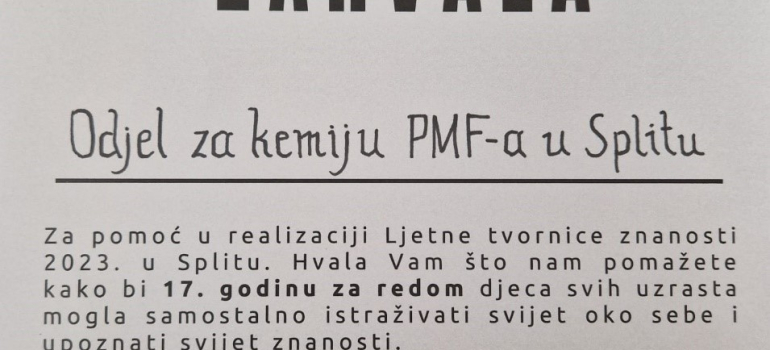 ZAHVALA
Odjel za kemiju PMF-a u Splitu
Za pomoć u realizaciji Ljetne tvornice znanosti
2023. u Splitu. Hvala Vam što nam pomažete
kako bi 17. godinu za redom djeca svih uzrasta
mogla samostalno istraživati svijet oko sebe i
upoznati svijet znanosti.